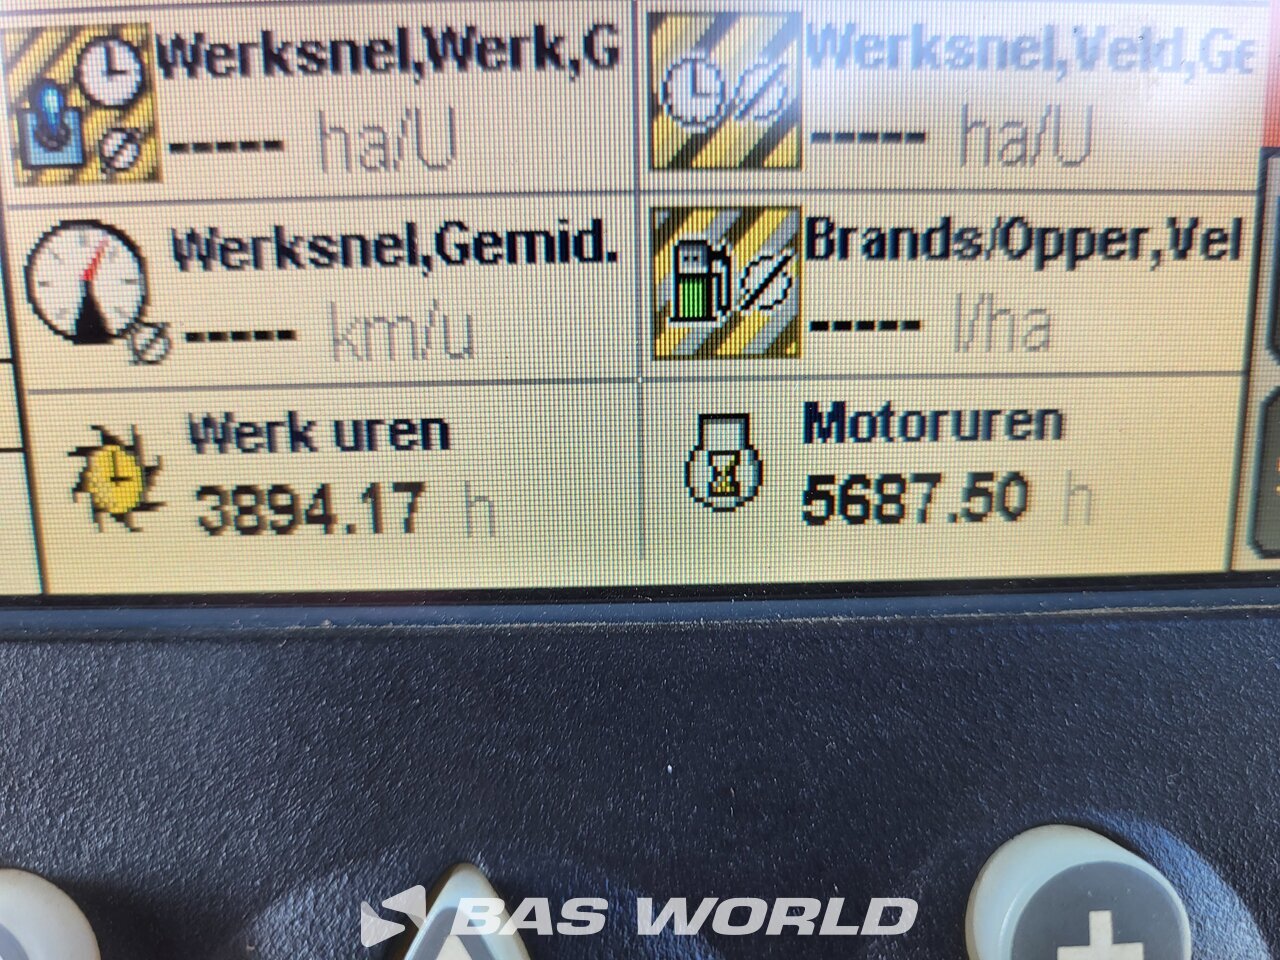 Werksnel,Werk,G
----- ha/U
Werksnel,Veld,Ge
----- ha/U
Werksnel,Gemid.
----- km/u
Brands/Opper,Vel
----- l/ha
Werk uren
3894.17 h
Motoruren
5687.50 h
BAS WORLD